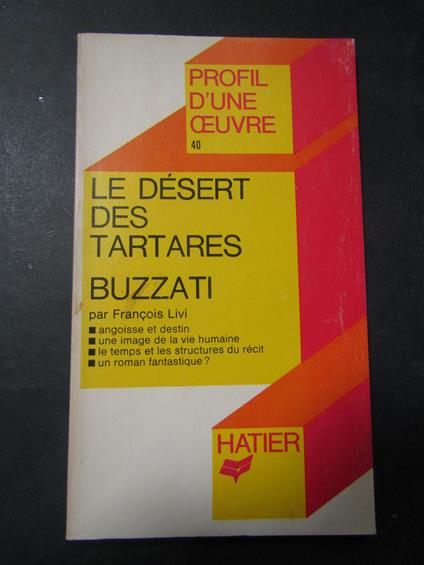 PROFIL
D'UNE
ŒUVRE
40
LE DÉSERT
DES
TARTARES
BUZZATI
par François Livi
■ angoisse et destin
■ une image de la vie humaine
■ le temps et les structures du récit
■ un roman fantastique?
HATIER